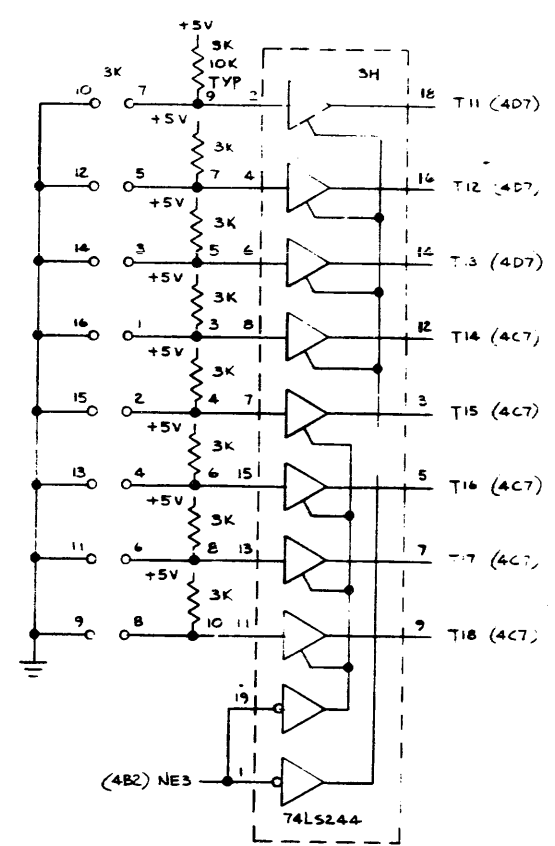 +5V
3K
3K
10K
TYP
3H
10 7 9 2 18 T11 (4D7)
+5V
3K
12 5 7 4 16 T12 (4D7)
+5V
3K
14 3 5 6 14 T13 (4D7)
+5V
3K
16 1 3 8 12 T14 (4C7)
+5V
3K
15 2 4 7 3 T15 (4C7)
+5V
3K
13 4 6 15 5 T16 (4C7)
+5V
3K
11 6 8 13 7 T17 (4C7)
+5V
3K
9 8 10 11 9 T18 (4C7)
19
(4B2) NE3 1
74LS244